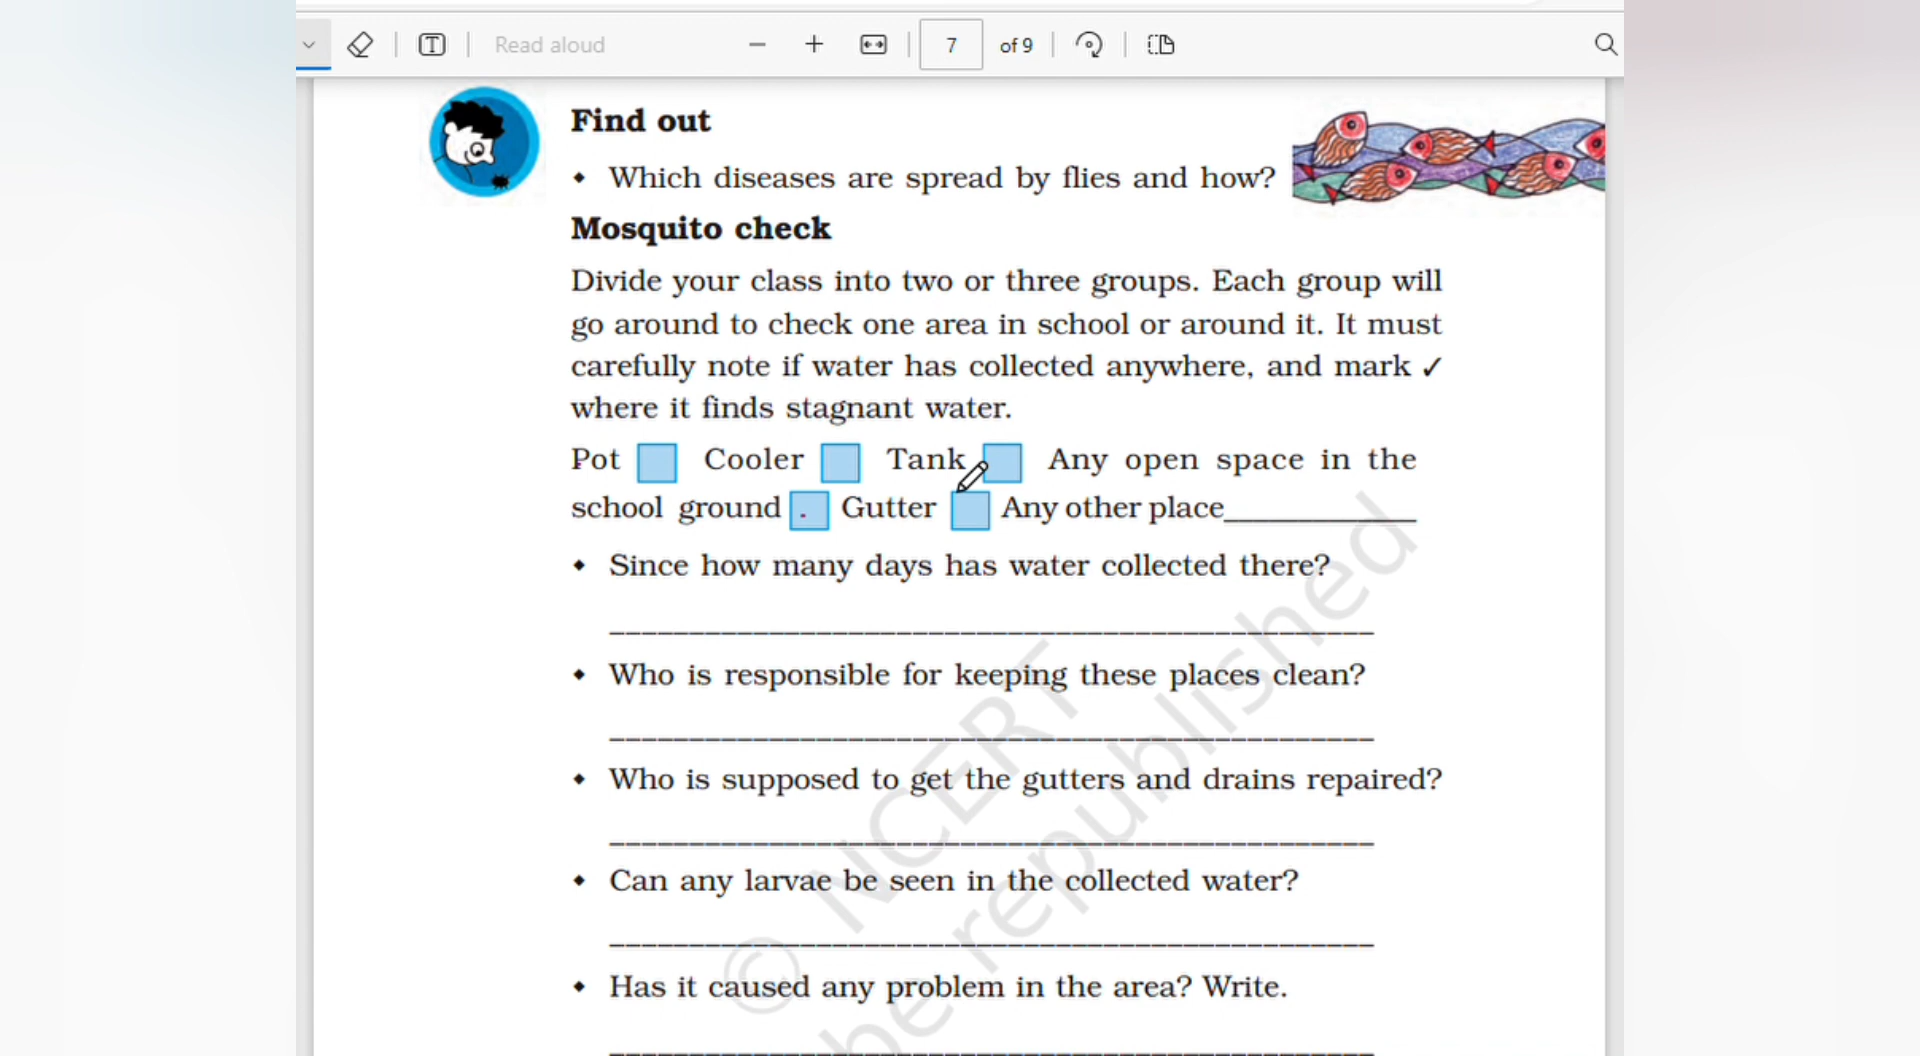 Read aloud
7 of 9
Find out
Which diseases are spread by flies and how?
Mosquito check
Divide your class into two or three groups. Each group will
go around to check one area in school or around it. It must
carefully note if water has collected anywhere, and mark ✓
where it finds stagnant water.
Pot Cooler Tank Any open space in the
school ground Gutter Any other place____________
Since how many days has water collected there?
Who is responsible for keeping these places clean?
Who is supposed to get the gutters and drains repaired?
Can any larvae be seen in the collected water?
Has it caused any problem in the area? Write.
© NCERT
be republished